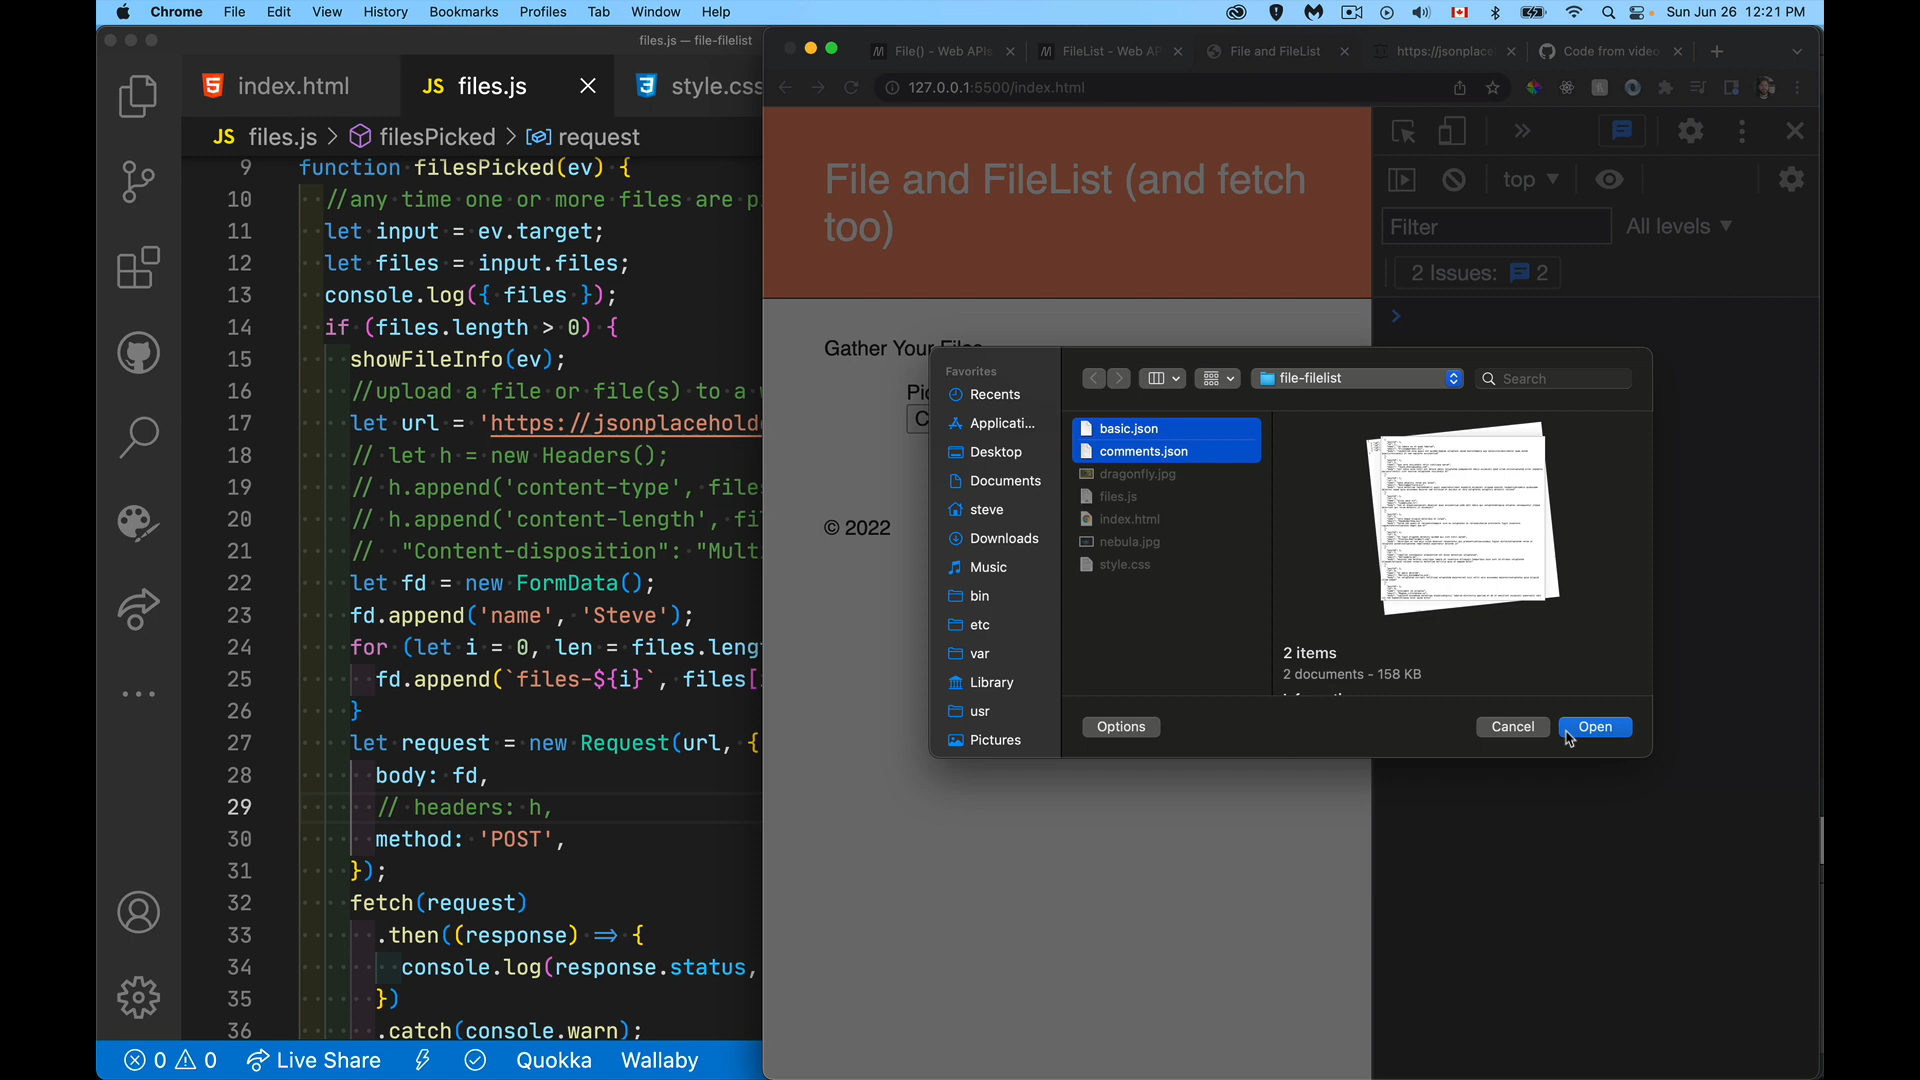 Chrome File Edit View History Bookmarks Profiles Tab Window Help Sun Jun 26 12:21 PM
files.js — file-filelist
index.html
JS files.js
style.css
JS files.js > filesPicked > request
9 function filesPicked(ev) {
10 //any time one or more files are p
11 let input = ev.target;
12 let files = input.files;
13 console.log({ files });
14 if (files.length > 0) {
15 showFileInfo(ev);
16 //upload a file or file(s) to a
17 let url = 'https://jsonplacehold
18 // let h = new Headers();
19 // h.append('content-type', files
20 // h.append('content-length', fil
21 // "Content-disposition": "Mult
22 let fd = new FormData();
23 fd.append('name', 'Steve');
24 for (let i = 0, len = files.leng
25 fd.append(`files-${i}`, files[
26 }
27 let request = new Request(url, {
28 body: fd,
29 // headers: h,
30 method: 'POST',
31 });
32 fetch(request)
33 .then((response) => {
34 console.log(response.status,
35 })
36 .catch(console.warn);
0 0 Live Share Quokka Wallaby
File() - Web APIs
FileList - Web AP
File and FileList
https://jsonplace
Code from video
127.0.0.1:5500/index.html
File and FileList (and fetch
too)
Gather Your Files
Pic
C
© 2022
top
Filter
All levels
2 Issues: 2
Favorites
Recents
Applicati...
Desktop
Documents
steve
Downloads
Music
bin
etc
var
Library
usr
Pictures
file-filelist
Search
basic.json
comments.json
dragonfly.jpg
files.js
index.html
nebula.jpg
style.css
2 items
2 documents - 158 KB
Options
Cancel
Open